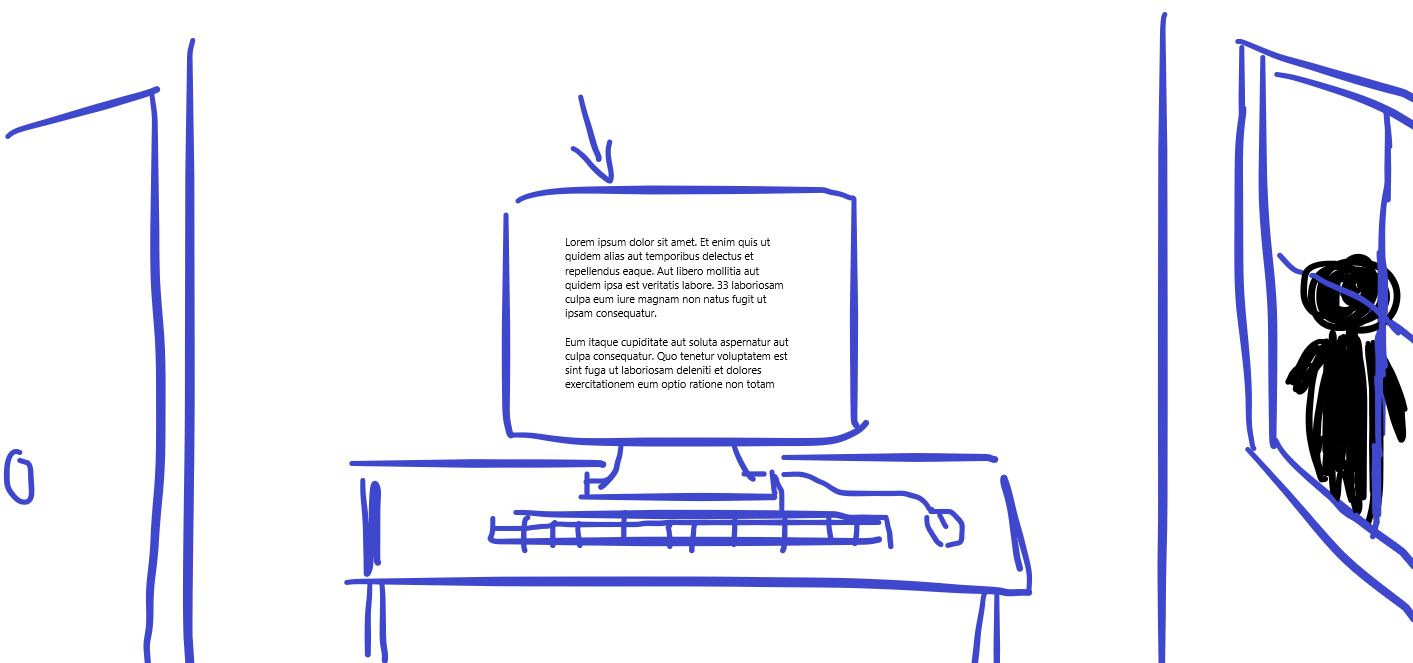 Lorem ipsum dolor sit amet. Et enim quis ut
quidem alias aut temporibus delectus et
repellendus eaque. Aut libero mollitia aut
quidem ipsa est veritatis labore. 33 laboriosam
culpa eum iure magnam non natus fugit ut
ipsam consequatur.
Eum itaque cupiditate aut soluta aspernatur aut
culpa consequatur. Quo tenetur voluptatem est
sint fuga ut laboriosam deleniti et dolores
exercitationem eum optio ratione non totam